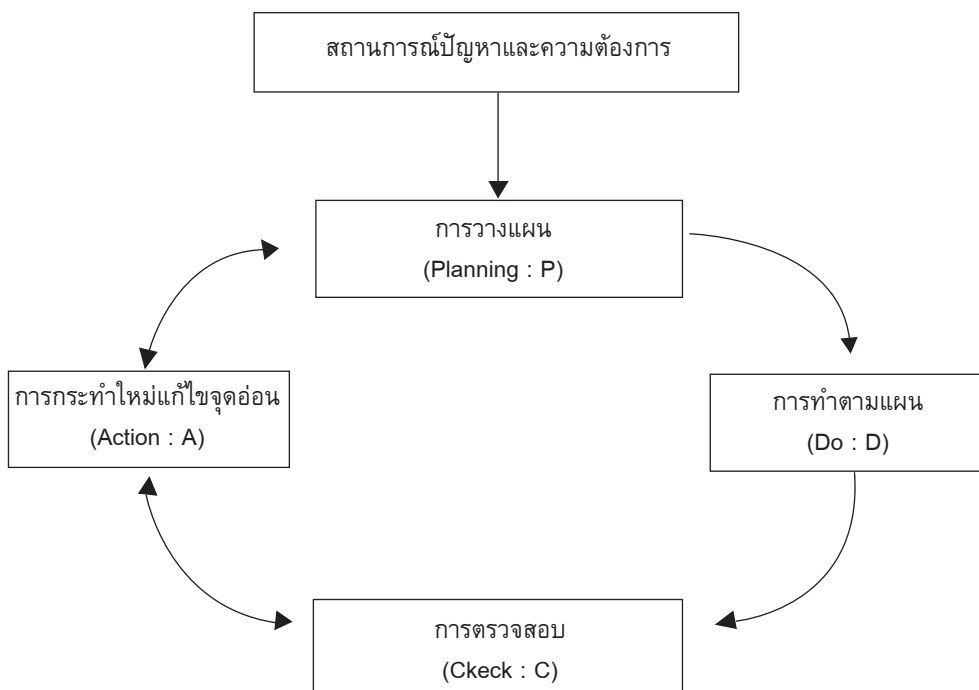 สถานการณ์ปัญหาและความต้องการ
การวางแผน
(Planning : P)
การกระทำใหม่แก้ไขจุดอ่อน
(Action : A)
การทำตามแผน
(Do : D)
การตรวจสอบ
(Ckeck : C)